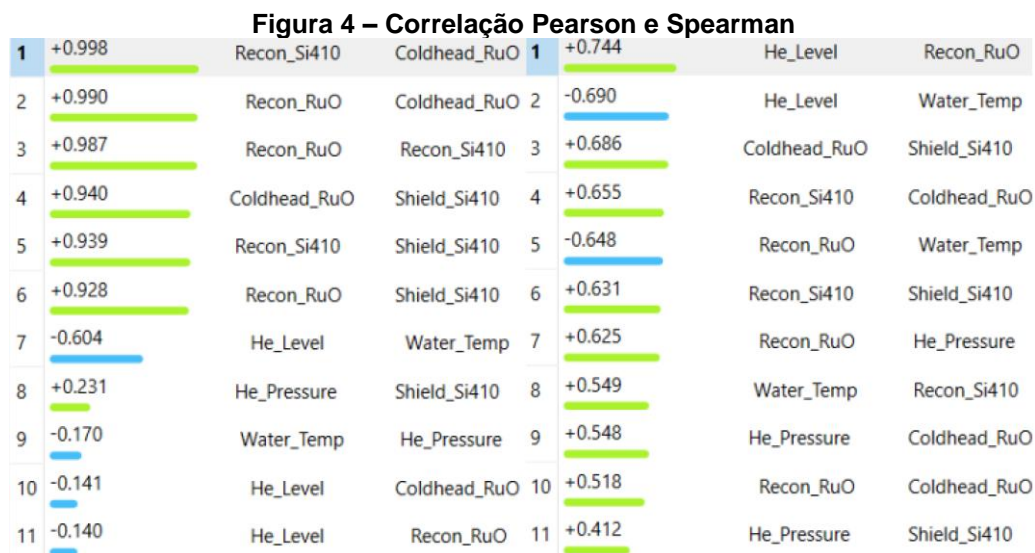 Figura 4 – Correlação Pearson e Spearman
1 +0.998 Recon_Si410 Coldhead_RuO 1 +0.744 He_Level Recon_RuO
2 +0.990 Recon_RuO Coldhead_RuO 2 -0.690 He_Level Water_Temp
3 +0.987 Recon_RuO Recon_Si410 3 +0.686 Coldhead_RuO Shield_Si410
4 +0.940 Coldhead_RuO Shield_Si410 4 +0.655 Recon_Si410 Coldhead_RuO
5 +0.939 Recon_Si410 Shield_Si410 5 -0.648 Recon_RuO Water_Temp
6 +0.928 Recon_RuO Shield_Si410 6 +0.631 Recon_Si410 Shield_Si410
7 -0.604 He_Level Water_Temp 7 +0.625 Recon_RuO He_Pressure
8 +0.231 He_Pressure Shield_Si410 8 +0.549 Water_Temp Recon_Si410
9 -0.170 Water_Temp He_Pressure 9 +0.548 He_Pressure Coldhead_RuO
10 -0.141 He_Level Coldhead_RuO 10 +0.518 Recon_RuO Coldhead_RuO
11 -0.140 He_Level Recon_RuO 11 +0.412 He_Pressure Shield_Si410